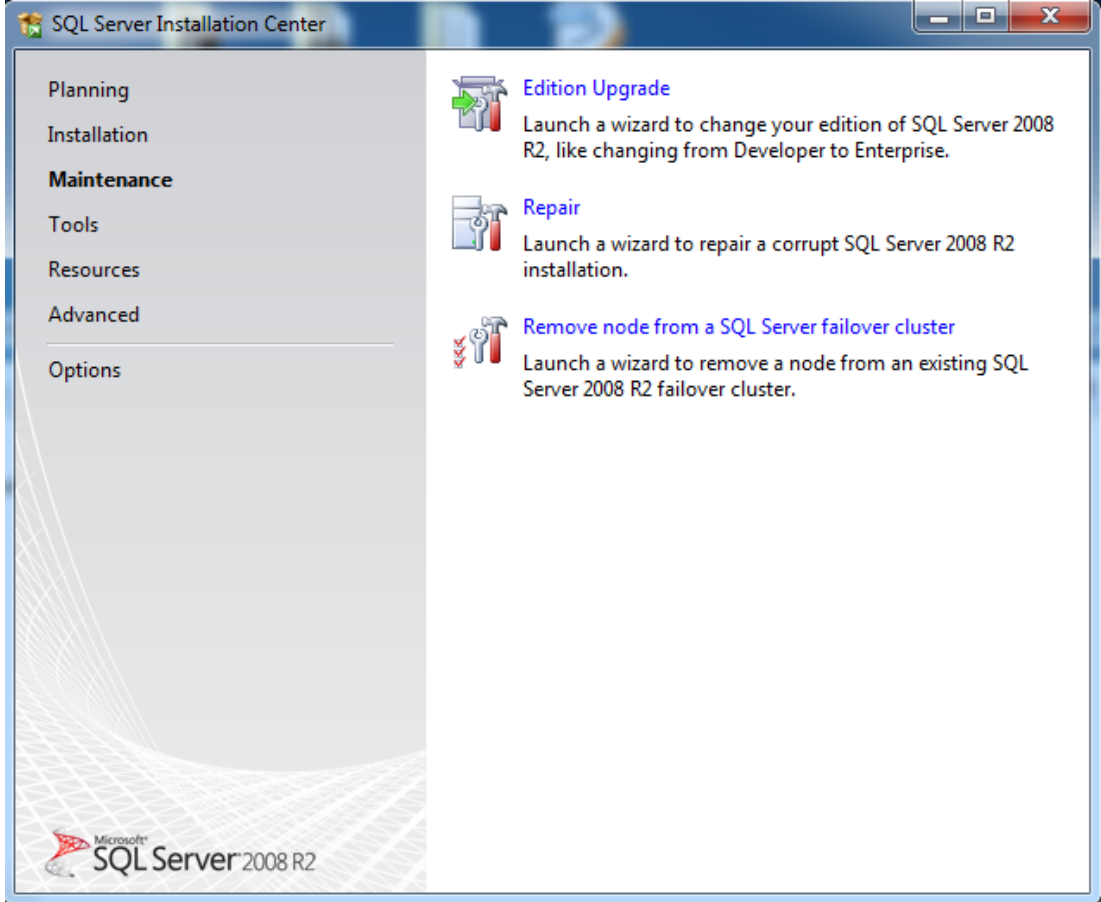 SQL Server Installation Center
Planning
Installation
Maintenance
Tools
Resources
Advanced
Options
Edition Upgrade
Launch a wizard to change your edition of SQL Server 2008
R2, like changing from Developer to Enterprise.
Repair
Launch a wizard to repair a corrupt SQL Server 2008 R2
installation.
Remove node from a SQL Server failover cluster
Launch a wizard to remove a node from an existing SQL
Server 2008 R2 failover cluster.
Microsoft®
SQL Server® 2008 R2